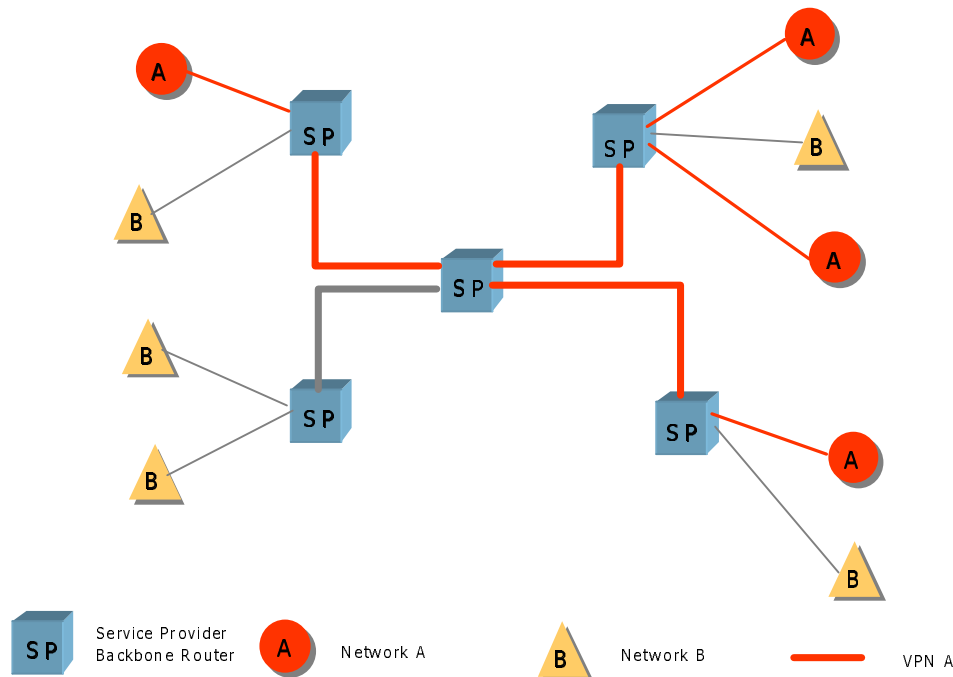 A
A
SP
SP
B
B
A
SP
B
SP
B
SP
A
B
SP
Service Provider
Backbone Router
A
Network A
B
Network B
VPN A